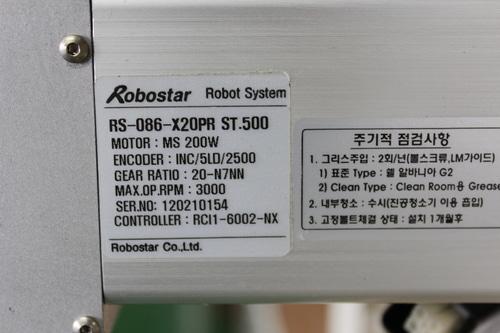 Robostar Robot System
RS-086-X20PR ST.500
MOTOR : MS 200W
ENCODER : INC/5LD/2500
GEAR RATIO : 20-N7NN
MAX.OP.RPM : 3000
SER.NO: 120210154
CONTROLLER : RCI1-6002-NX
Robostar Co.,Ltd.
주기적 점검사항
1. 그리스주입 : 2회/년(볼스크류,LM가이드)
1) 표준 Type : 쉘 알바니아 G2
2) Clean Type : Clean Room용 Grease
2. 내부청소 : 수시(진공청소기 이용 흡입)
3. 고정볼트체결 상태 : 설치 1개월후